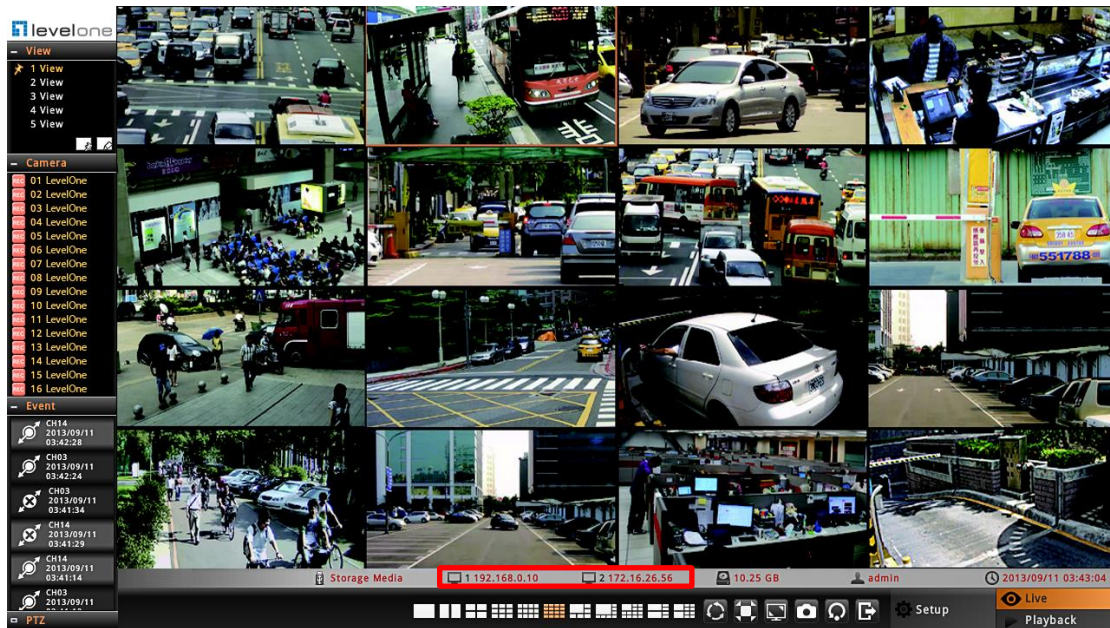 levelone
View
1 View
2 View
3 View
4 View
5 View
Camera
REC 01 LevelOne
REC 02 LevelOne
REC 03 LevelOne
REC 04 LevelOne
REC 05 LevelOne
REC 06 LevelOne
REC 07 LevelOne
REC 08 LevelOne
REC 09 LevelOne
REC 10 LevelOne
REC 11 LevelOne
REC 12 LevelOne
REC 13 LevelOne
REC 14 LevelOne
REC 15 LevelOne
REC 16 LevelOne
Event
CH14
2013/09/11
03:42:28
CH03
2013/09/11
03:42:24
CH03
2013/09/11
03:41:34
CH14
2013/09/11
03:41:29
CH14
2013/09/11
03:41:14
CH03
2013/09/11
PTZ
551788
Storage Media
1 192.168.0.10
2 172.16.26.56
10.25 GB
admin
2013/09/11 03:43:04
Setup
Live
Playback